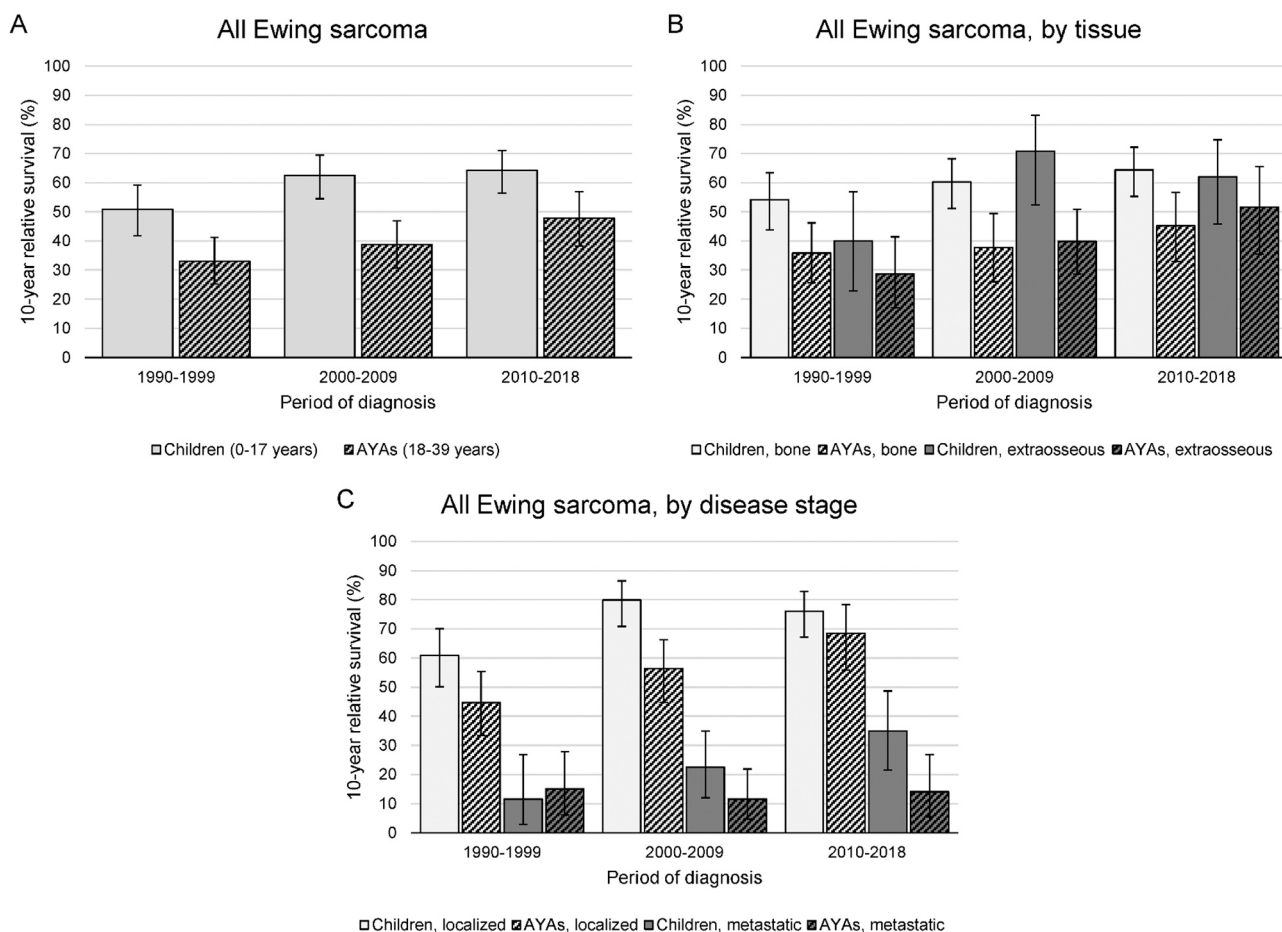 A
All Ewing sarcoma
10-year relative survival (%)
100
90
80
70
60
50
40
30
20
10
0
1990-1999 2000-2009 2010-2018
Period of diagnosis
Children (0-17 years) AYAs (18-39 years)
B
All Ewing sarcoma, by tissue
10-year relative survival (%)
100
90
80
70
60
50
40
30
20
10
0
1990-1999 2000-2009 2010-2018
Period of diagnosis
Children, bone AYAs, bone Children, extraosseous AYAs, extraosseous
C
All Ewing sarcoma, by disease stage
10-year relative survival (%)
100
90
80
70
60
50
40
30
20
10
0
1990-1999 2000-2009 2010-2018
Period of diagnosis
Children, localized AYAs, localized Children, metastatic AYAs, metastatic